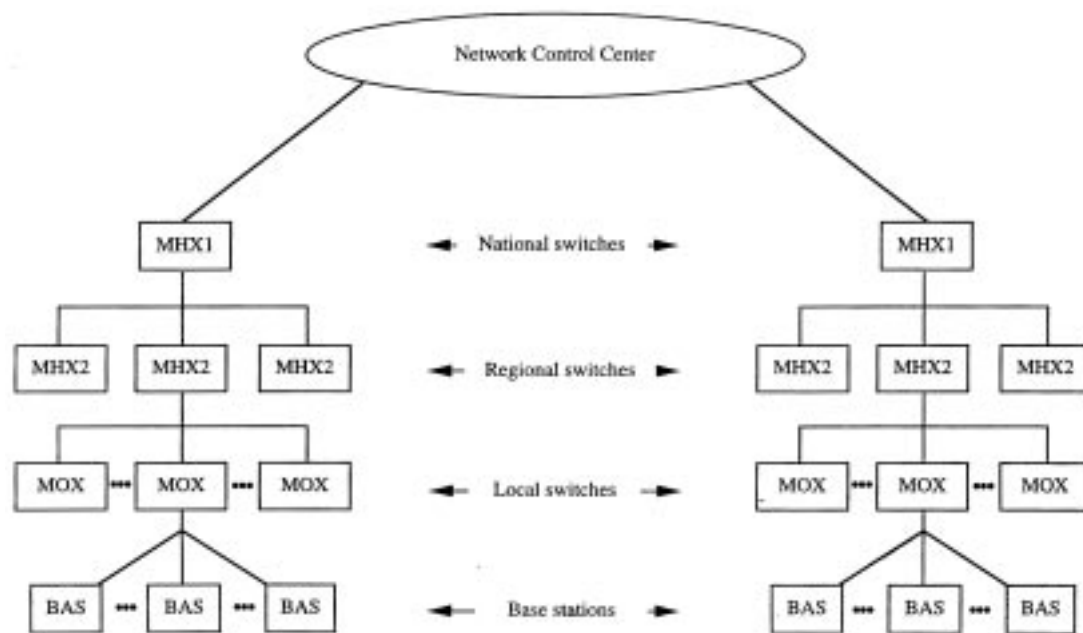 Network Control Center
MHX1 National switches MHX1
MHX2 MHX2 MHX2 Regional switches MHX2 MHX2 MHX2
MOX ••• MOX ••• MOX Local switches MOX ••• MOX ••• MOX
BAS ••• BAS ••• BAS Base stations BAS ••• BAS ••• BAS